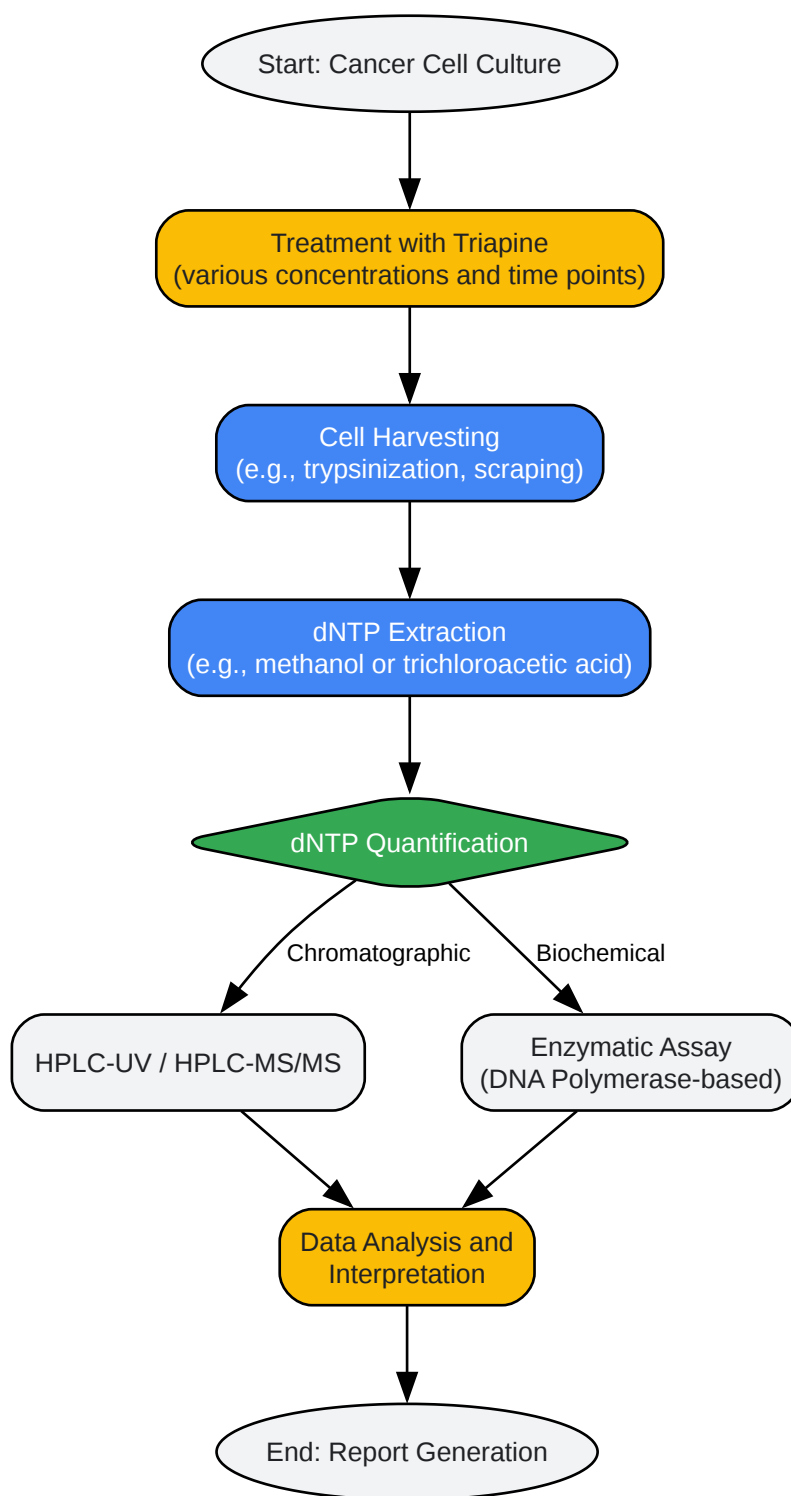 Start: Cancer Cell Culture
Treatment with Triapine
(various concentrations and time points)
Cell Harvesting
(e.g., trypsinization, scraping)
dNTP Extraction
(e.g., methanol or trichloroacetic acid)
dNTP Quantification
Chromatographic
Biochemical
HPLC-UV / HPLC-MS/MS
Enzymatic Assay
(DNA Polymerase-based)
Data Analysis and
Interpretation
End: Report Generation